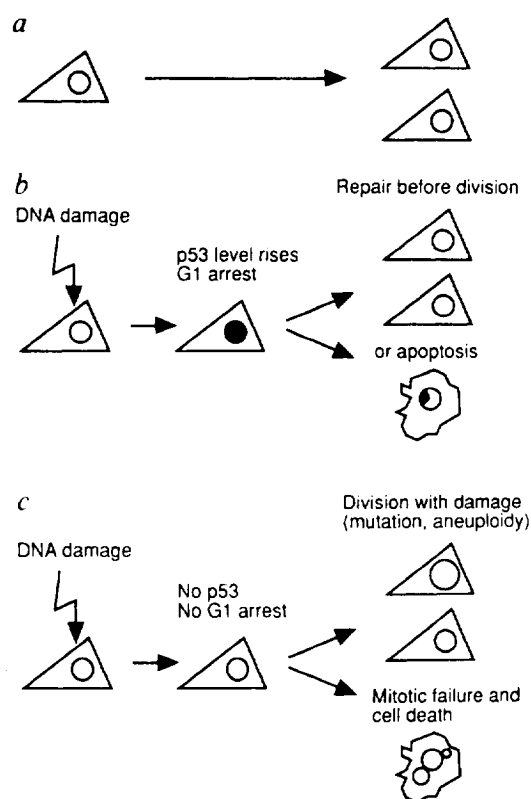 a
b
DNA damage
p53 level rises
G1 arrest
Repair before division
or apoptosis
c
DNA damage
No p53
No G1 arrest
Division with damage
(mutation, aneuploidy)
Mitotic failure and
cell death